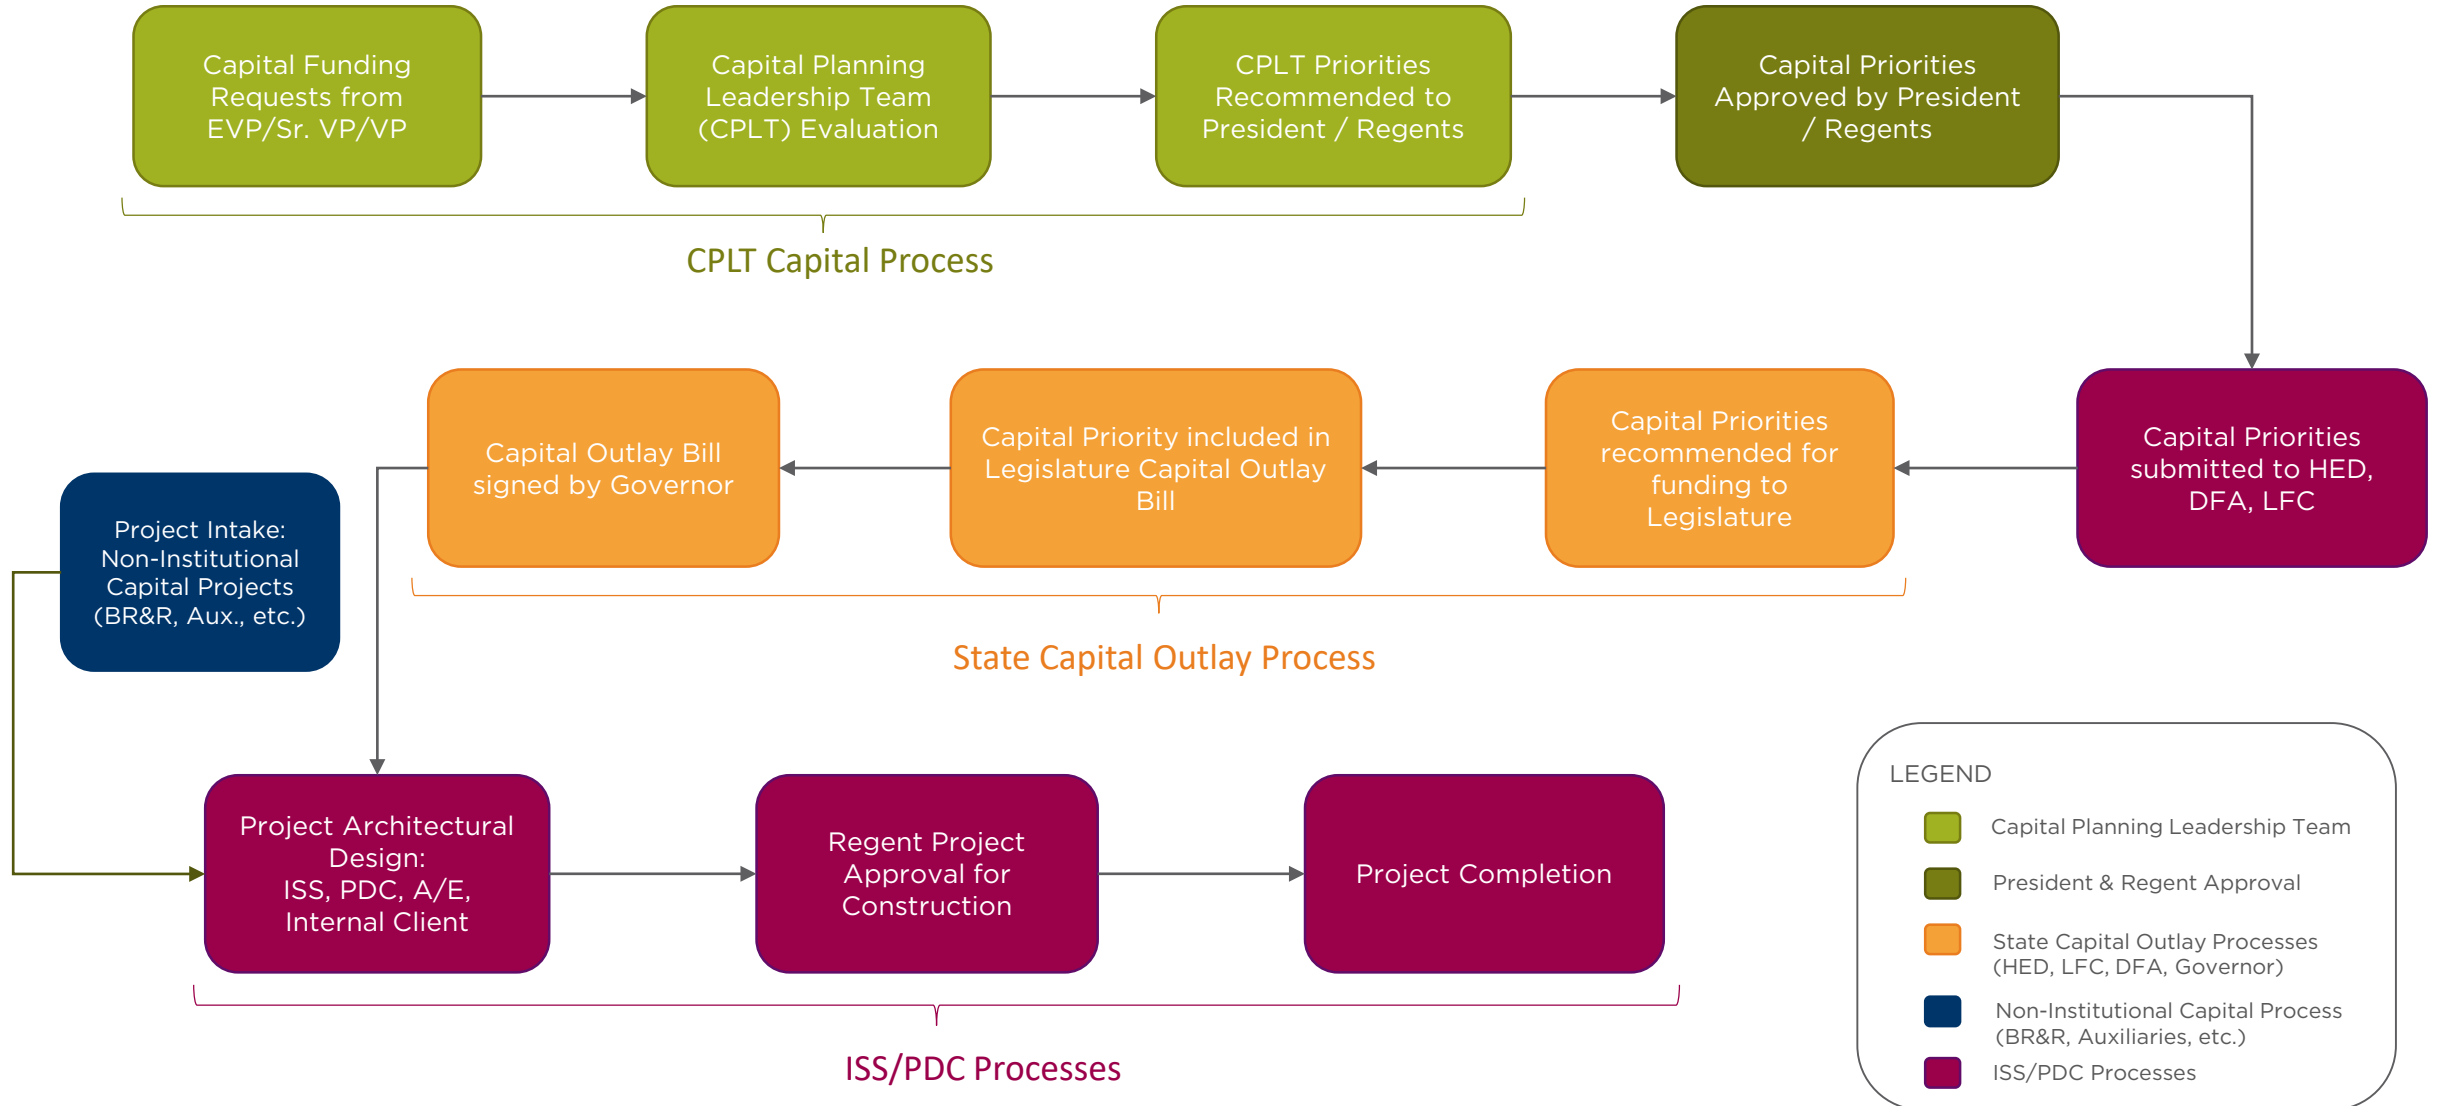 Capital Funding
Requests from
EVP/Sr. VP/VP
Capital Planning
Leadership Team
(CPLT) Evaluation
CPLT Priorities
Recommended to
President / Regents
Capital Priorities
Approved by President
/ Regents
CPLT Capital Process
Capital Priorities
submitted to HED,
DFA, LFC
Capital Priorities
recommended for
funding to
Legislature
Capital Priority included in
Legislature Capital Outlay
Bill
Capital Outlay Bill
signed by Governor
State Capital Outlay Process
Project Intake:
Non-Institutional
Capital Projects
(BR&R, Aux., etc.)
Project Architectural
Design:
ISS, PDC, A/E,
Internal Client
Regent Project
Approval for
Construction
Project Completion
ISS/PDC Processes
LEGEND
Capital Planning Leadership Team
President & Regent Approval
State Capital Outlay Processes
(HED, LFC, DFA, Governor)
Non-Institutional Capital Process
(BR&R, Auxiliaries, etc.)
ISS/PDC Processes